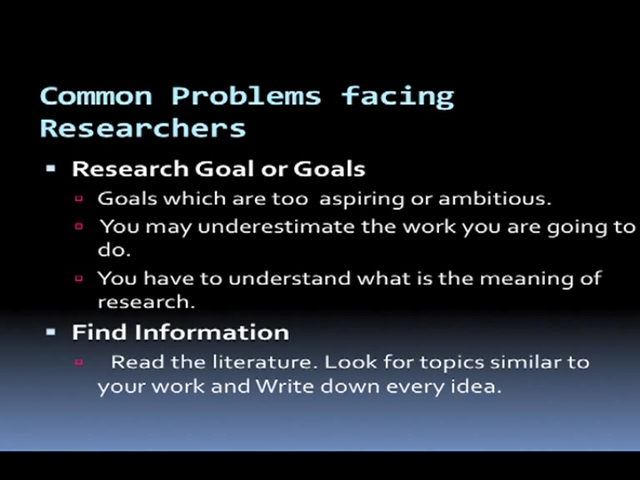 Common Problems facing
Researchers
Research Goal or Goals
Goals which are too aspiring or ambitious.
You may underestimate the work you are going to
do.
You have to understand what is the meaning of
research.
Find Information
Read the literature. Look for topics similar to
your work and Write down every idea.